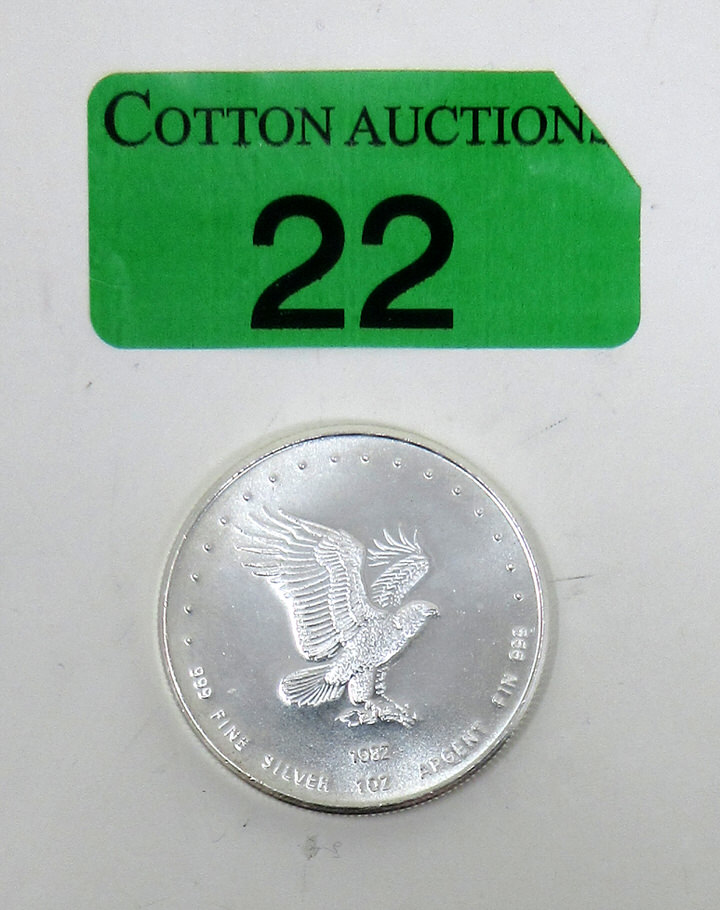 COTTON AUCTIONS
22
1982
999 FINE SILVER 1OZ ARGENT FIN 999